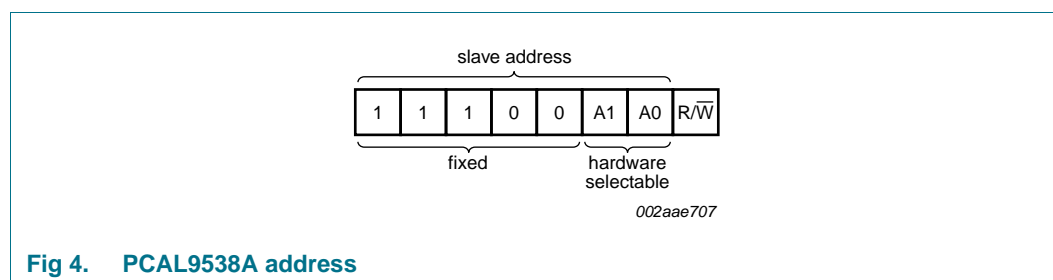 slave address
1 1 1 0 0 A1 A0 R/W̅
fixed
hardware
selectable
002aae707
Fig 4. PCAL9538A address